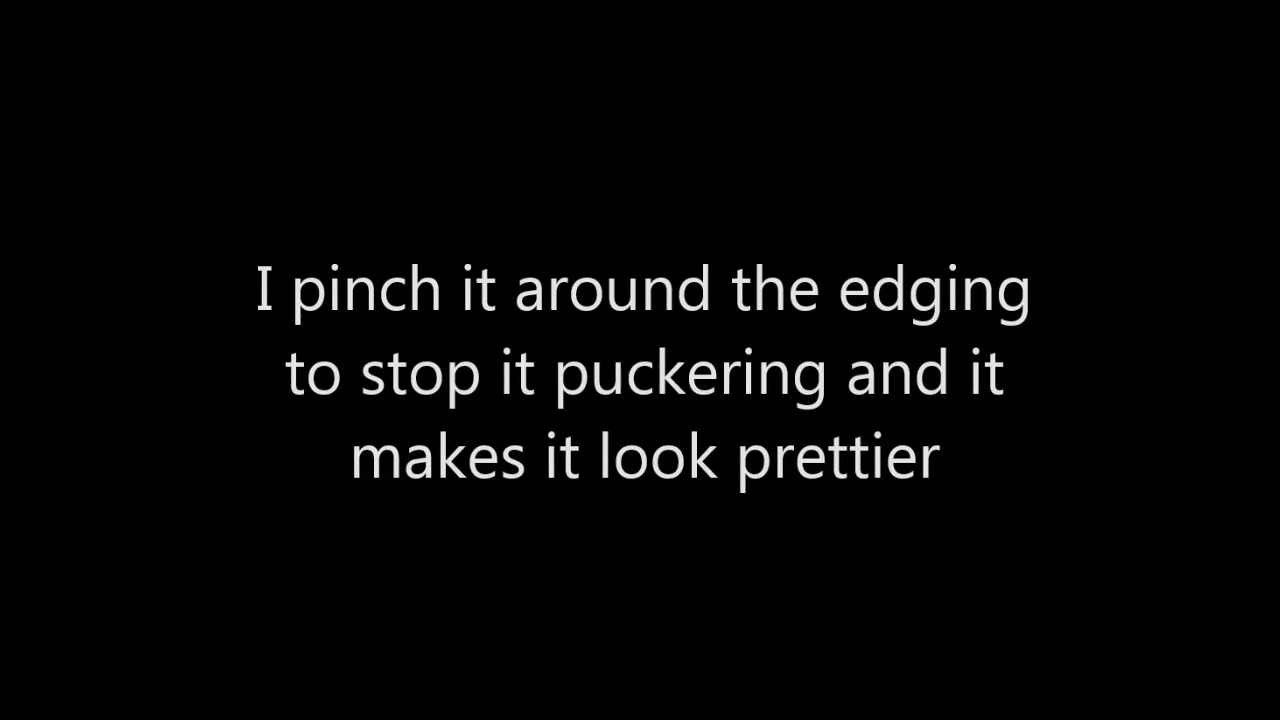 I pinch it around the edging
to stop it puckering and it
makes it look prettier